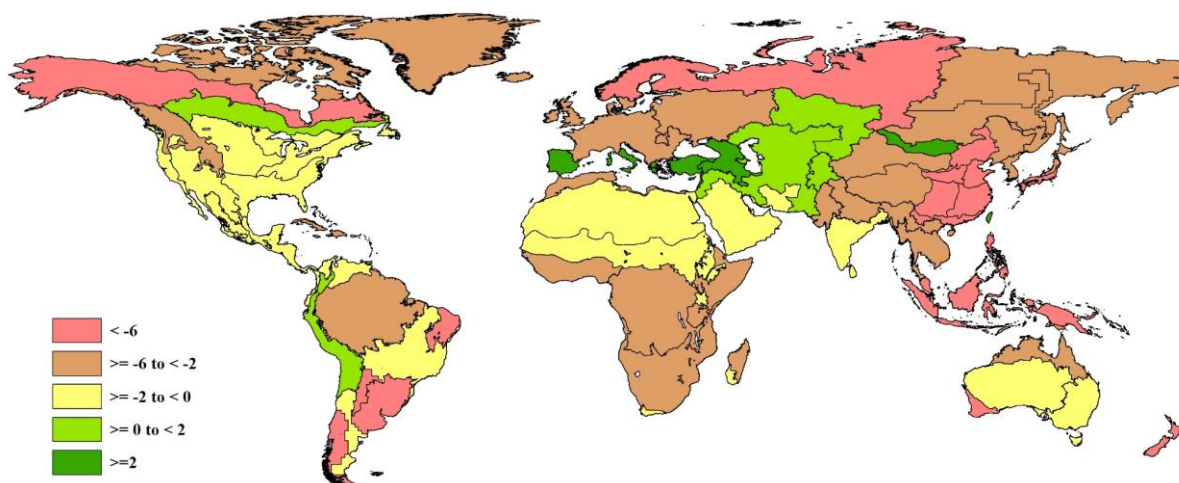 < -6
>= -6 to < -2
>= -2 to < 0
>= 0 to < 2
>=2